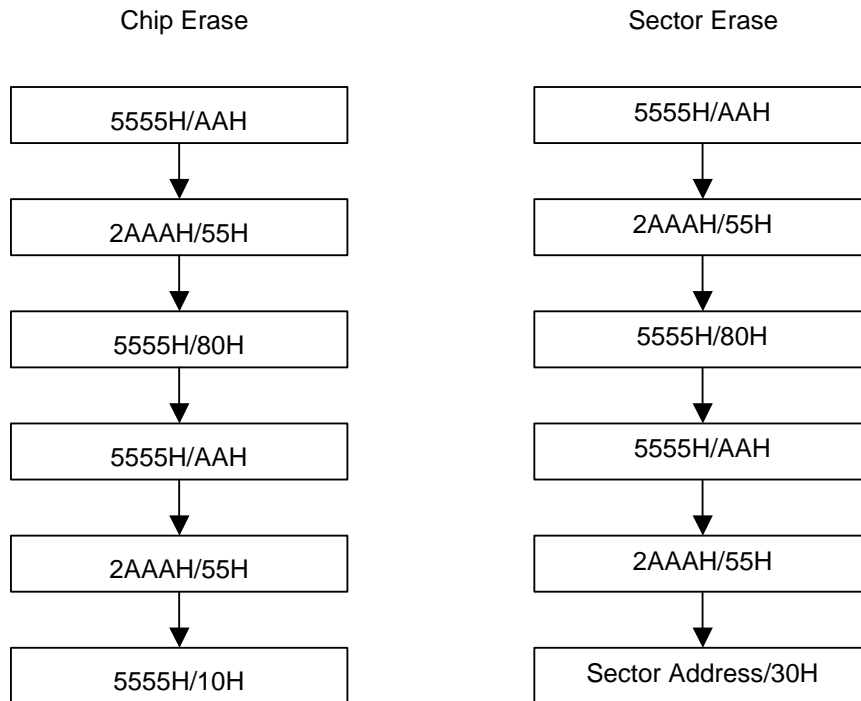 Chip Erase
5555H/AAH
2AAAH/55H
5555H/80H
5555H/AAH
2AAAH/55H
5555H/10H
Sector Erase
5555H/AAH
2AAAH/55H
5555H/80H
5555H/AAH
2AAAH/55H
Sector Address/30H